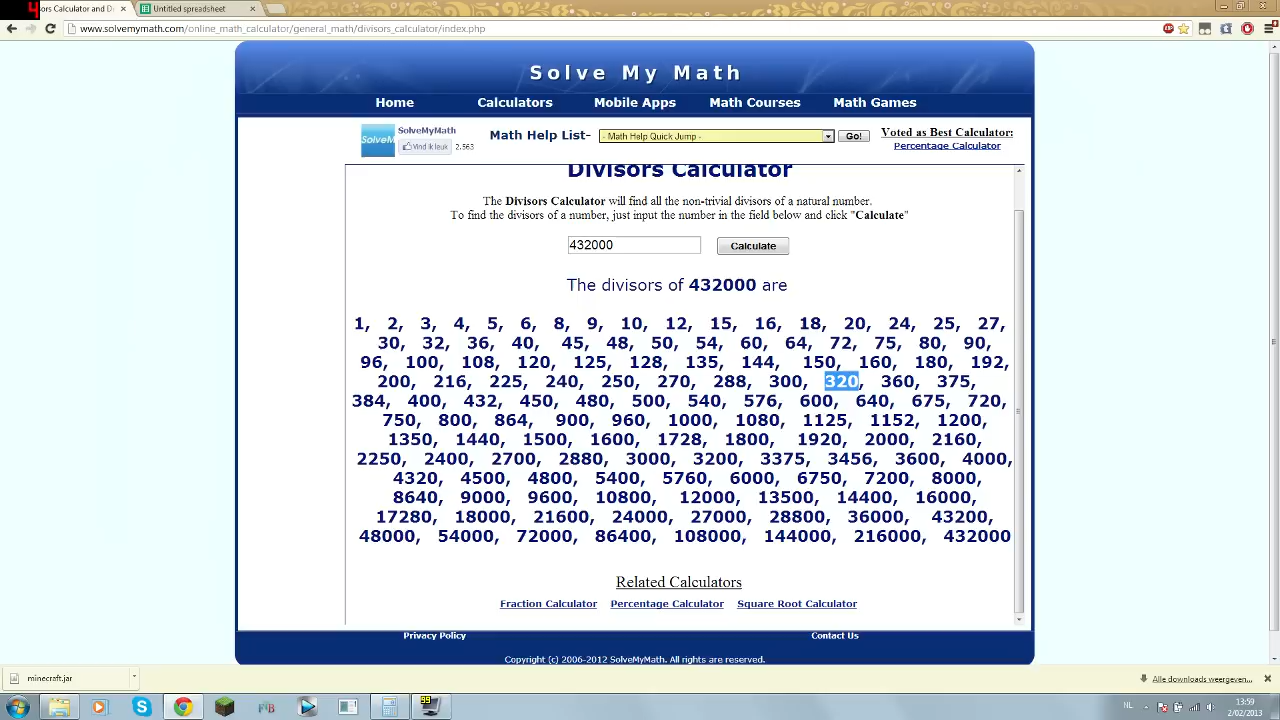 ors Calculator and D
Untitled spreadsheet
www.solvemymath.com/online_math_calculator/general_math/divisors_calculator/index.php
Solve My Math
Home Calculators Mobile Apps Math Courses Math Games
SolveM
SolveMyMath
Vind ik leuk 2.563
Math Help List-
- Math Help Quick Jump -
Go!
Voted as Best Calculator:
Percentage Calculator
Divisors Calculator
The Divisors Calculator will find all the non-trivial divisors of a natural number.
To find the divisors of a number, just input the number in the field below and click "Calculate"
432000
Calculate
The divisors of 432000 are
1, 2, 3, 4, 5, 6, 8, 9, 10, 12, 15, 16, 18, 20, 24, 25, 27,
30, 32, 36, 40, 45, 48, 50, 54, 60, 64, 72, 75, 80, 90,
96, 100, 108, 120, 125, 128, 135, 144, 150, 160, 180, 192,
200, 216, 225, 240, 250, 270, 288, 300, 320, 360, 375,
384, 400, 432, 450, 480, 500, 540, 576, 600, 640, 675, 720,
750, 800, 864, 900, 960, 1000, 1080, 1125, 1152, 1200,
1350, 1440, 1500, 1600, 1728, 1800, 1920, 2000, 2160,
2250, 2400, 2700, 2880, 3000, 3200, 3375, 3456, 3600, 4000,
4320, 4500, 4800, 5400, 5760, 6000, 6750, 7200, 8000,
8640, 9000, 9600, 10800, 12000, 13500, 14400, 16000,
17280, 18000, 21600, 24000, 27000, 28800, 36000, 43200,
48000, 54000, 72000, 86400, 108000, 144000, 216000, 432000
Related Calculators
Fraction Calculator Percentage Calculator Square Root Calculator
Privacy Policy Contact Us
Copyright (c) 2006-2012 SolveMyMath. All rights are reserved.
minecraft.jar
Alle downloads weergeven...
NL
13:59
2/02/2013